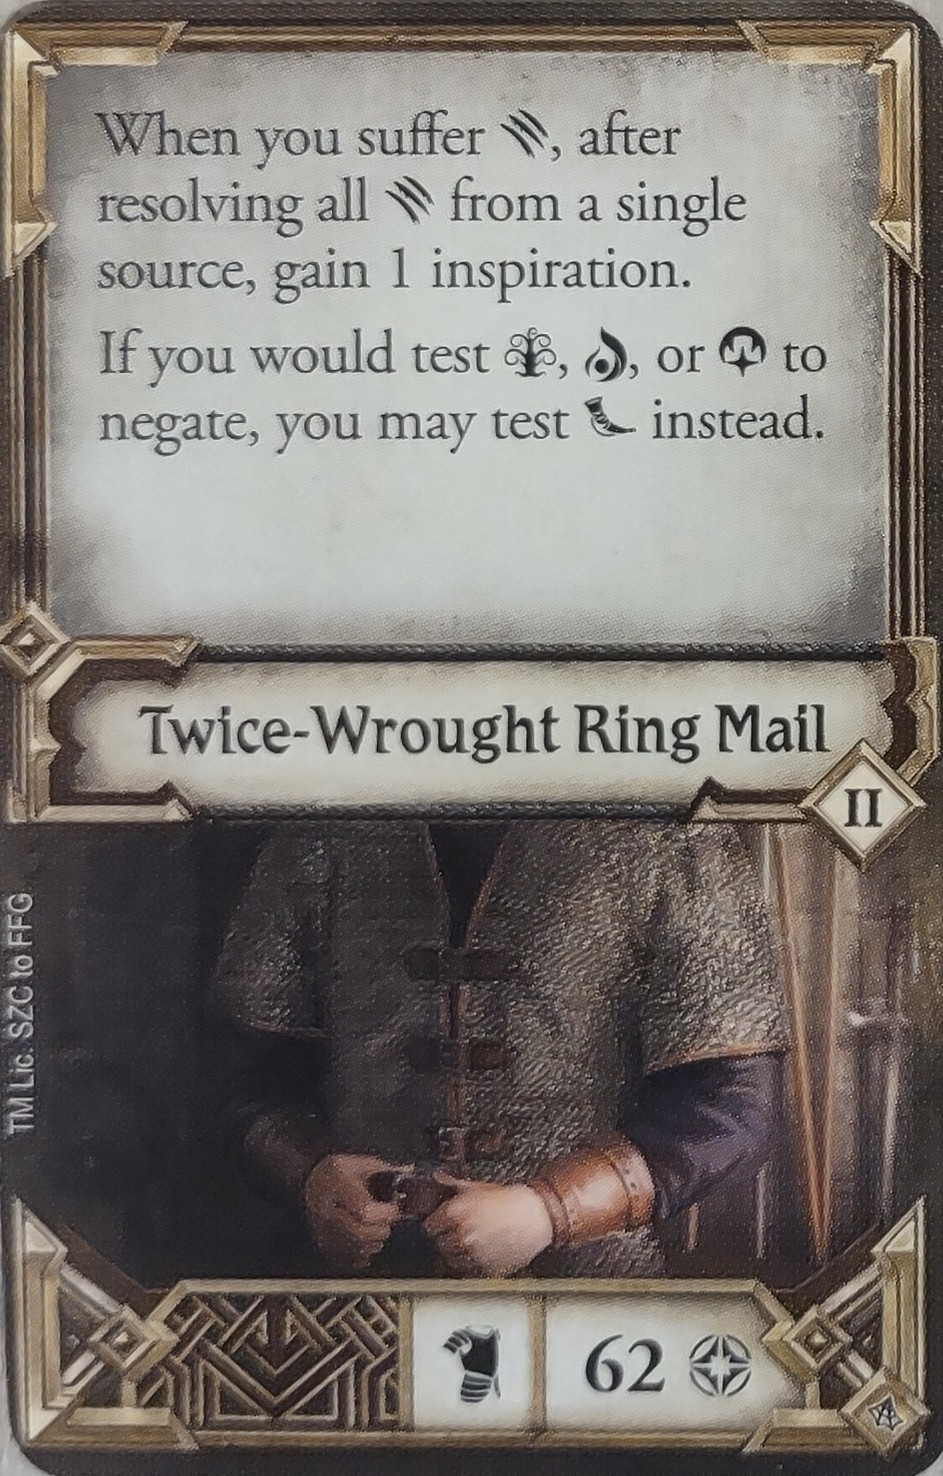 When you suffer , after
resolving all from a single
source, gain 1 inspiration.
If you would test , , or to
negate, you may test instead.
Twice-Wrought Ring Mail
II
TM Lic. SZC to FFG
62